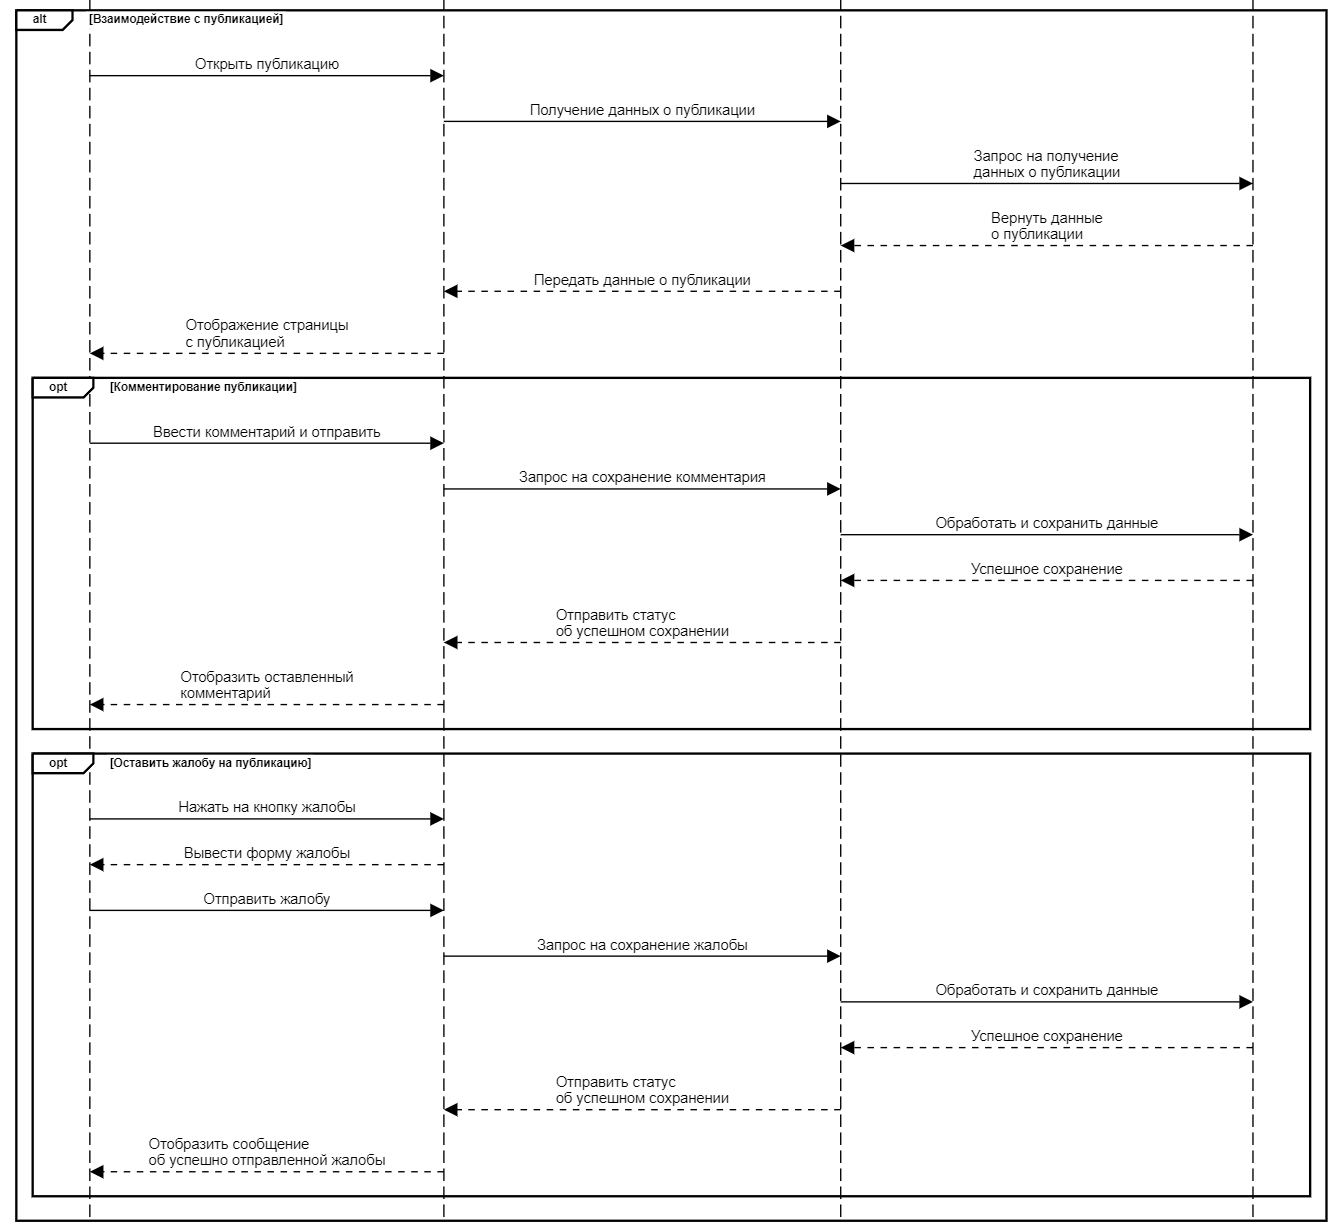 alt
[Взаимодействие с публикацией]
Открыть публикацию
Получение данных о публикации
Запрос на получение
данных о публикации
Вернуть данные
о публикации
Передать данные о публикации
Отображение страницы
с публикацией
opt
[Комментирование публикации]
Ввести комментарий и отправить
Запрос на сохранение комментария
Обработать и сохранить данные
Успешное сохранение
Отправить статус
об успешном сохранении
Отобразить оставленный
комментарий
opt
[Оставить жалобу на публикацию]
Нажать на кнопку жалобы
Вывести форму жалобы
Отправить жалобу
Запрос на сохранение жалобы
Обработать и сохранить данные
Успешное сохранение
Отправить статус
об успешном сохранении
Отобразить сообщение
об успешно отправленной жалобы